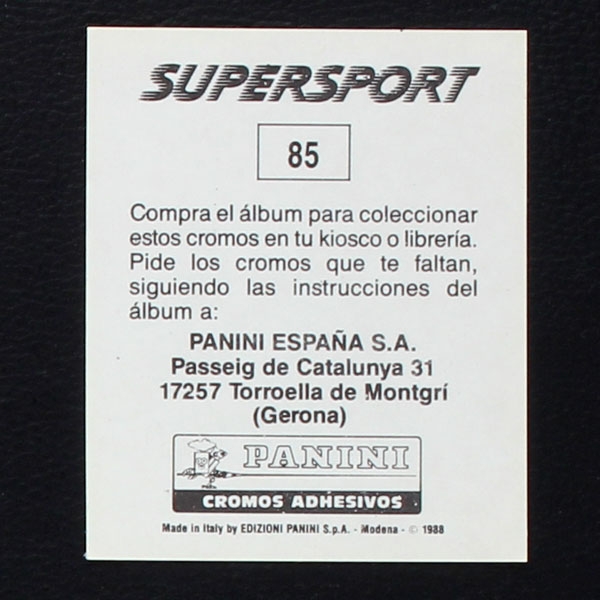 SUPERSPORT
85
Compra el álbum para coleccionar
estos cromos en tu kiosco o librería.
Pide los cromos que te faltan,
siguiendo las instrucciones del
álbum a:
PANINI ESPAÑA S.A.
Passeig de Catalunya 31
17257 Torroella de Montgrí
(Gerona)
PANINI
CROMOS ADHESIVOS
Made in Italy by EDIZIONI PANINI S.p.A. - Modena - © 1988